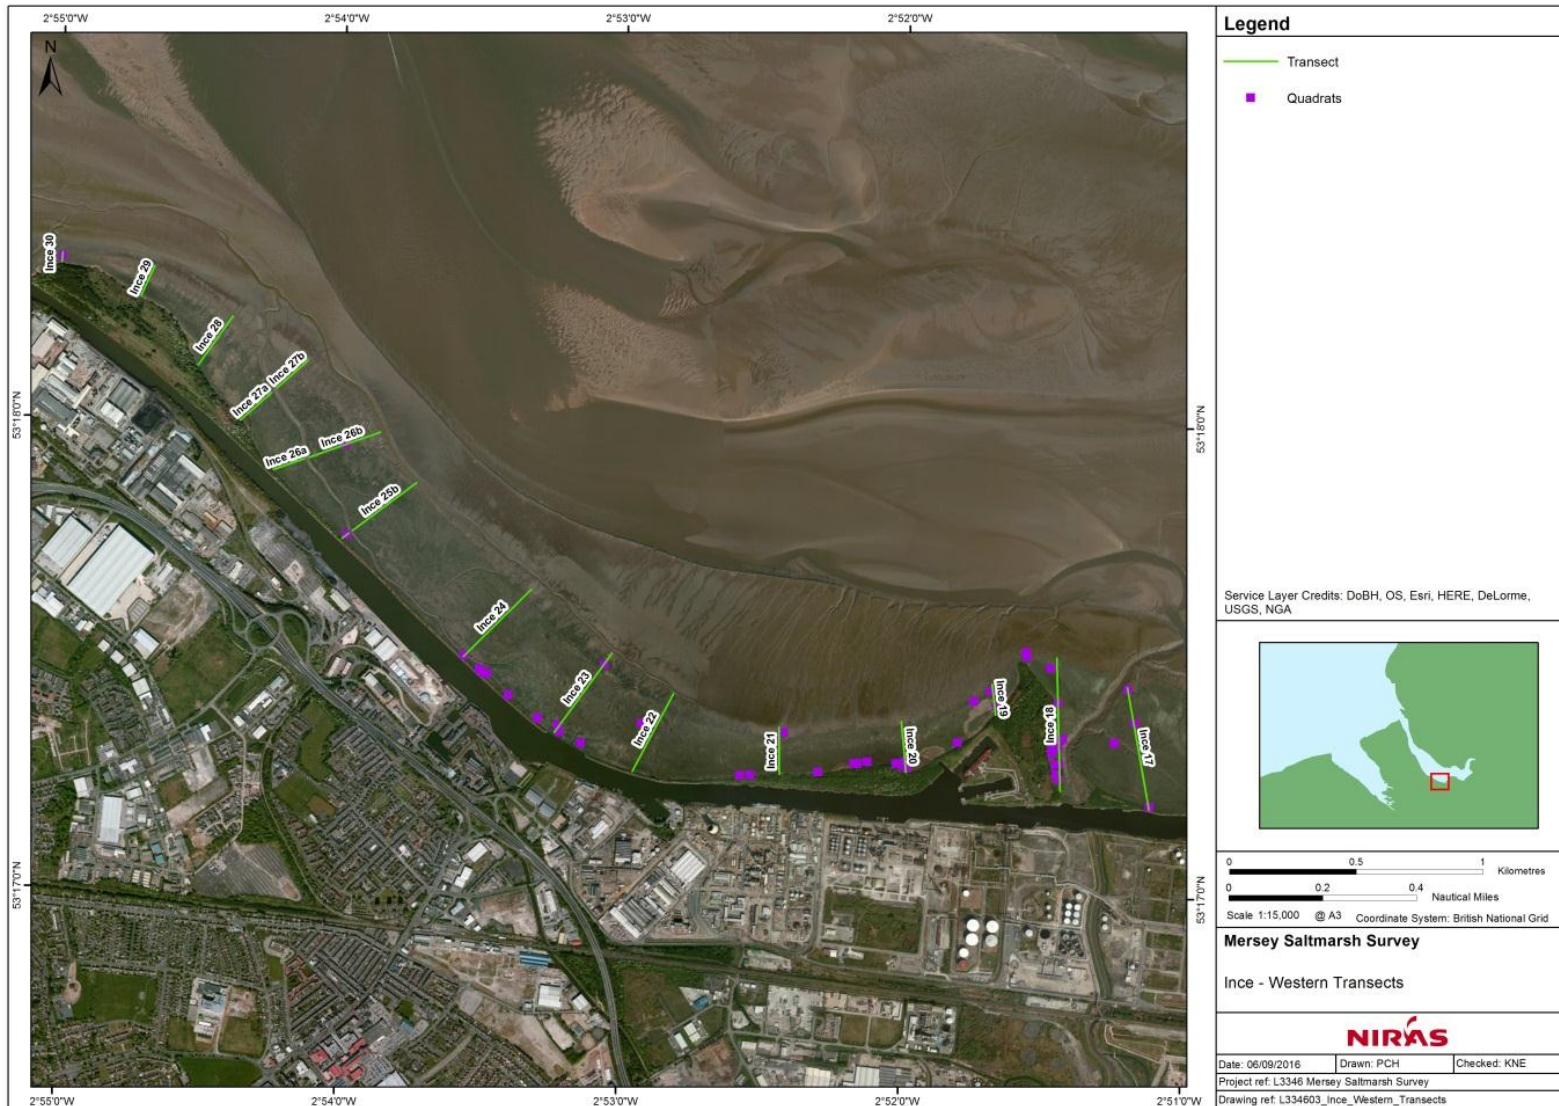 2°55'0"W
2°54'0"W
2°53'0"W
2°52'0"W
N
Ince 30
Ince 29
Ince 28
Ince 27a
Ince 27b
Ince 26a
Ince 26b
Ince 25b
Ince 24
Ince 23
Ince 22
Ince 21
Ince 20
Ince 19
Ince 18
Ince 17
53°18'0"N
53°18'0"N
53°17'0"N
53°17'0"N
2°55'0"W
2°54'0"W
2°53'0"W
2°52'0"W
2°51'0"W
Legend
Transect
Quadrats
Service Layer Credits: DoBH, OS, Esri, HERE, DeLorme,
USGS, NGA
0 0.5 1 Kilometres
0 0.2 0.4 Nautical Miles
Scale 1:15,000 @ A3 Coordinate System: British National Grid
Mersey Saltmarsh Survey
Ince - Western Transects
NIRAS
Date: 06/09/2016 Drawn: PCH Checked: KNE
Project ref: L3346 Mersey Saltmarsh Survey
Drawing ref: L334603_Ince_Western_Transects